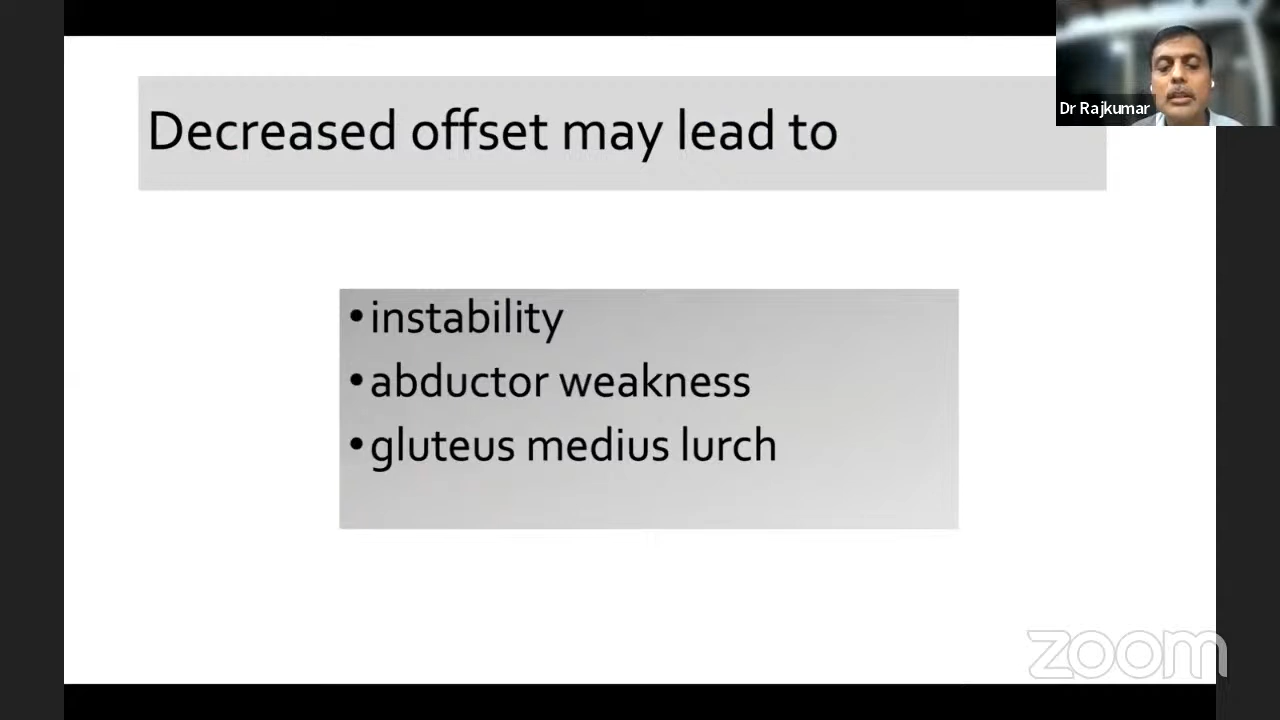 Decreased offset may lead to
Dr Rajkumar
•instability
•abductor weakness
•gluteus medius lurch
zoom